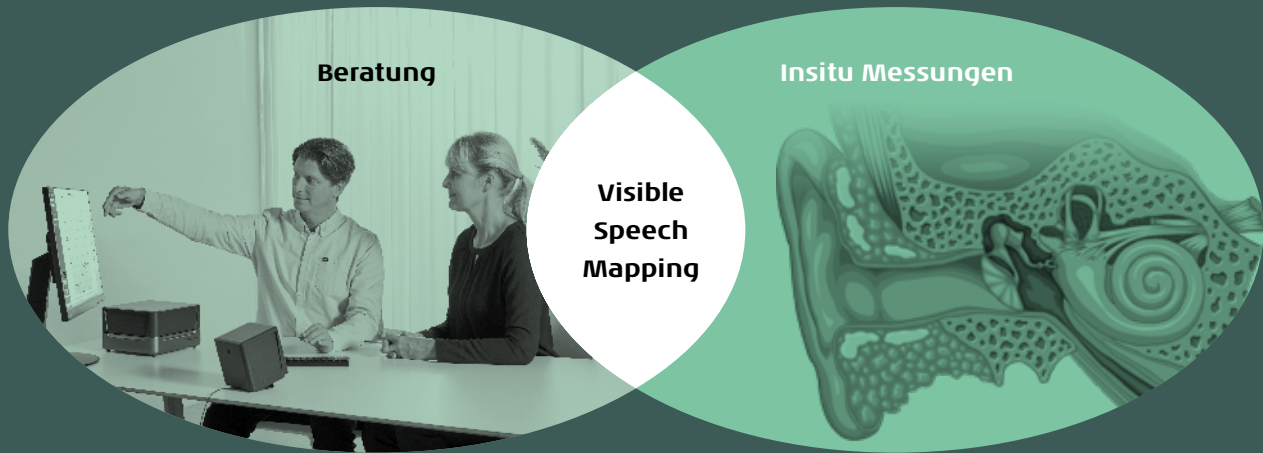 Beratung
Insitu Messungen
Visible
Speech
Mapping